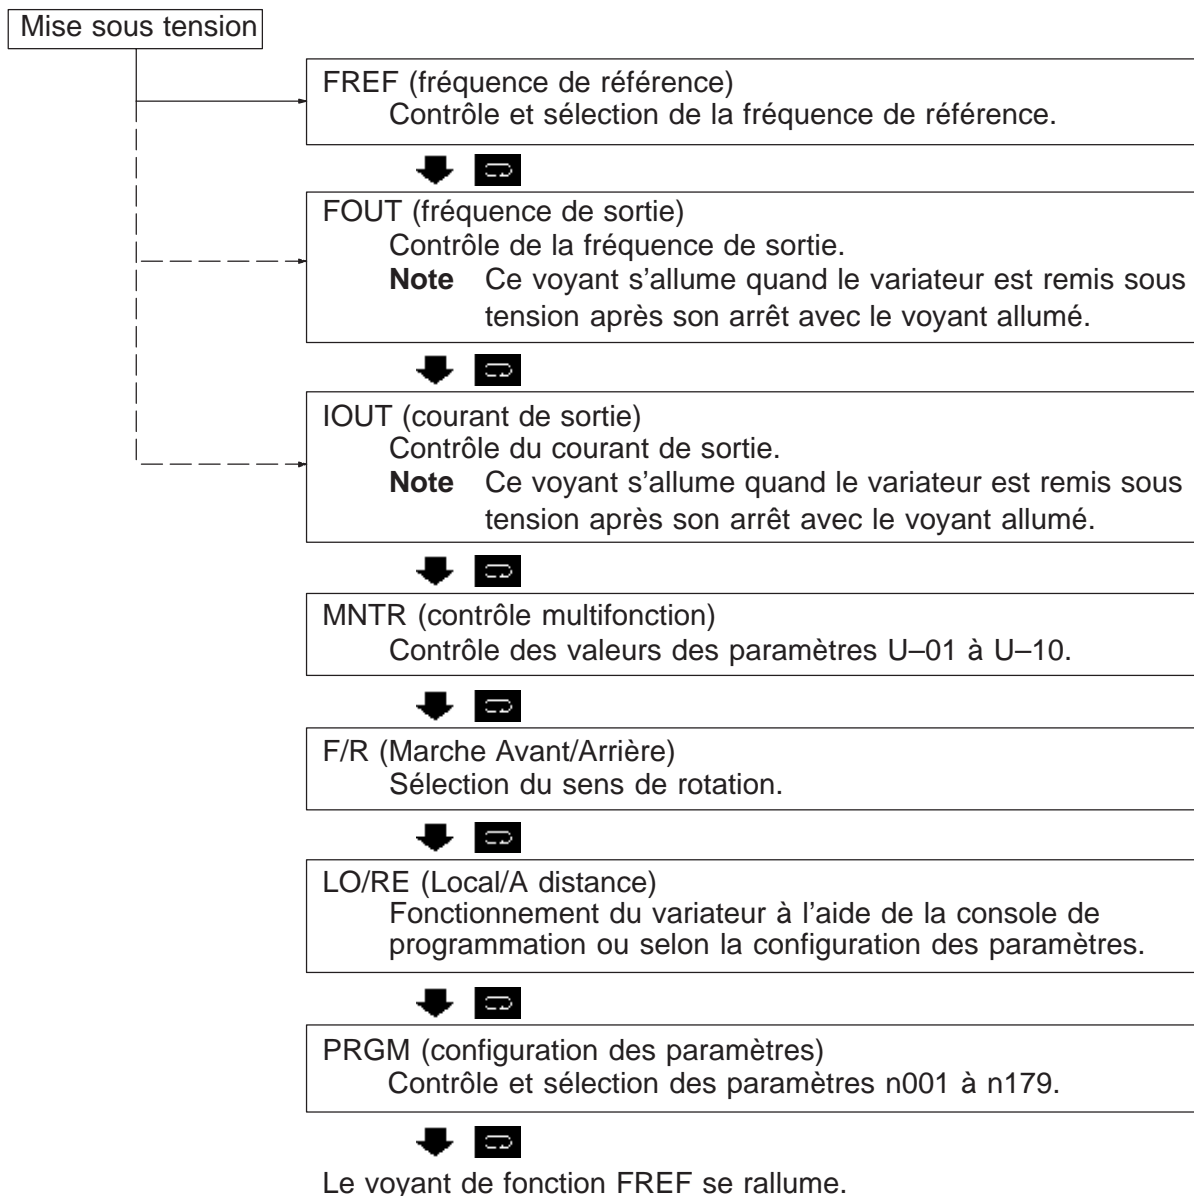 Mise sous tension
FREF (fréquence de référence)
Contrôle et sélection de la fréquence de référence.
FOUT (fréquence de sortie)
Contrôle de la fréquence de sortie.
Note Ce voyant s’allume quand le variateur est remis sous
tension après son arrêt avec le voyant allumé.
IOUT (courant de sortie)
Contrôle du courant de sortie.
Note Ce voyant s’allume quand le variateur est remis sous
tension après son arrêt avec le voyant allumé.
MNTR (contrôle multifonction)
Contrôle des valeurs des paramètres U–01 à U–10.
F/R (Marche Avant/Arrière)
Sélection du sens de rotation.
LO/RE (Local/A distance)
Fonctionnement du variateur à l’aide de la console de
programmation ou selon la configuration des paramètres.
PRGM (configuration des paramètres)
Contrôle et sélection des paramètres n001 à n179.
Le voyant de fonction FREF se rallume.